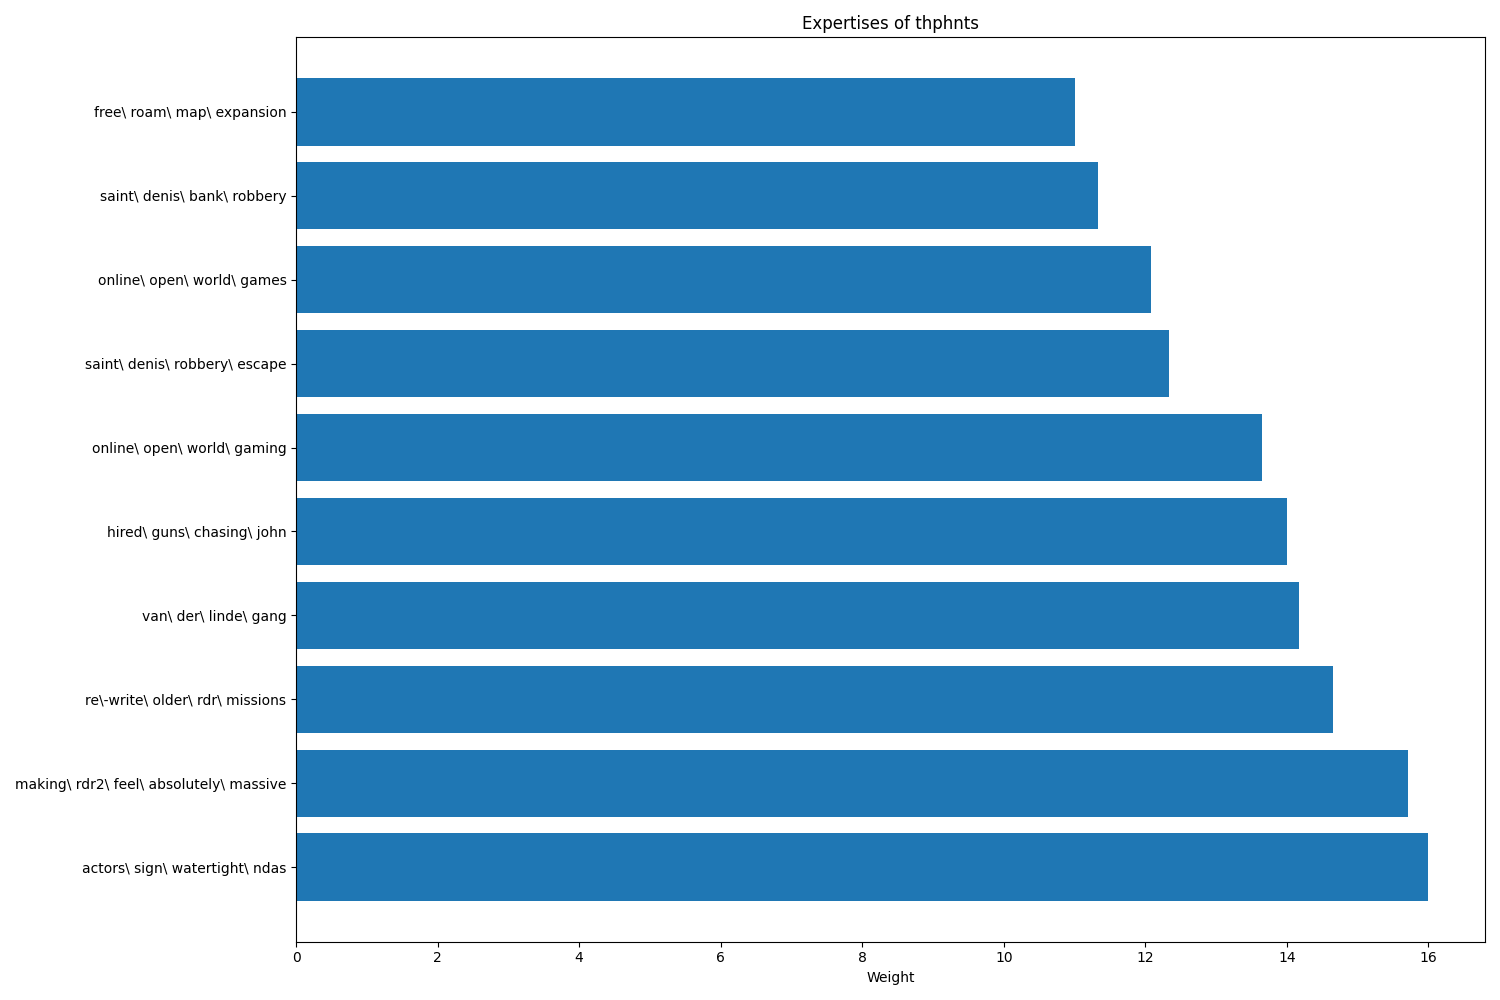 Expertises of thphnts
free\ roam\ map\ expansion
saint\ denis\ bank\ robbery
online\ open\ world\ games
saint\ denis\ robbery\ escape
online\ open\ world\ gaming
hired\ guns\ chasing\ john
van\ der\ linde\ gang
re\-write\ older\ rdr\ missions
making\ rdr2\ feel\ absolutely\ massive
actors\ sign\ watertight\ ndas
0 2 4 6 8 10 12 14 16
Weight